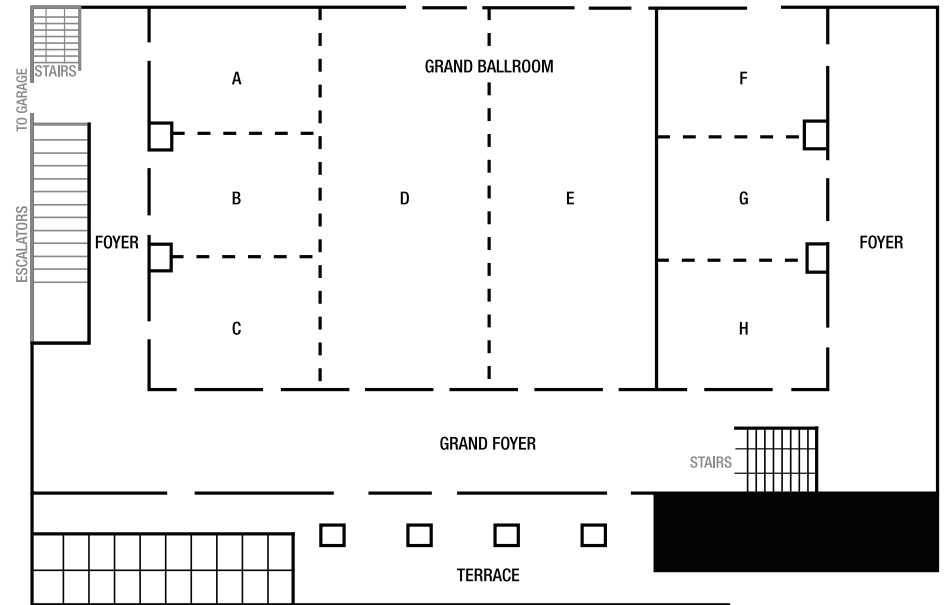 STAIRS
TO GARAGE
ESCALATORS
A
GRAND BALLROOM
F
B
D
E
G
FOYER
FOYER
C
H
GRAND FOYER
STAIRS
TERRACE